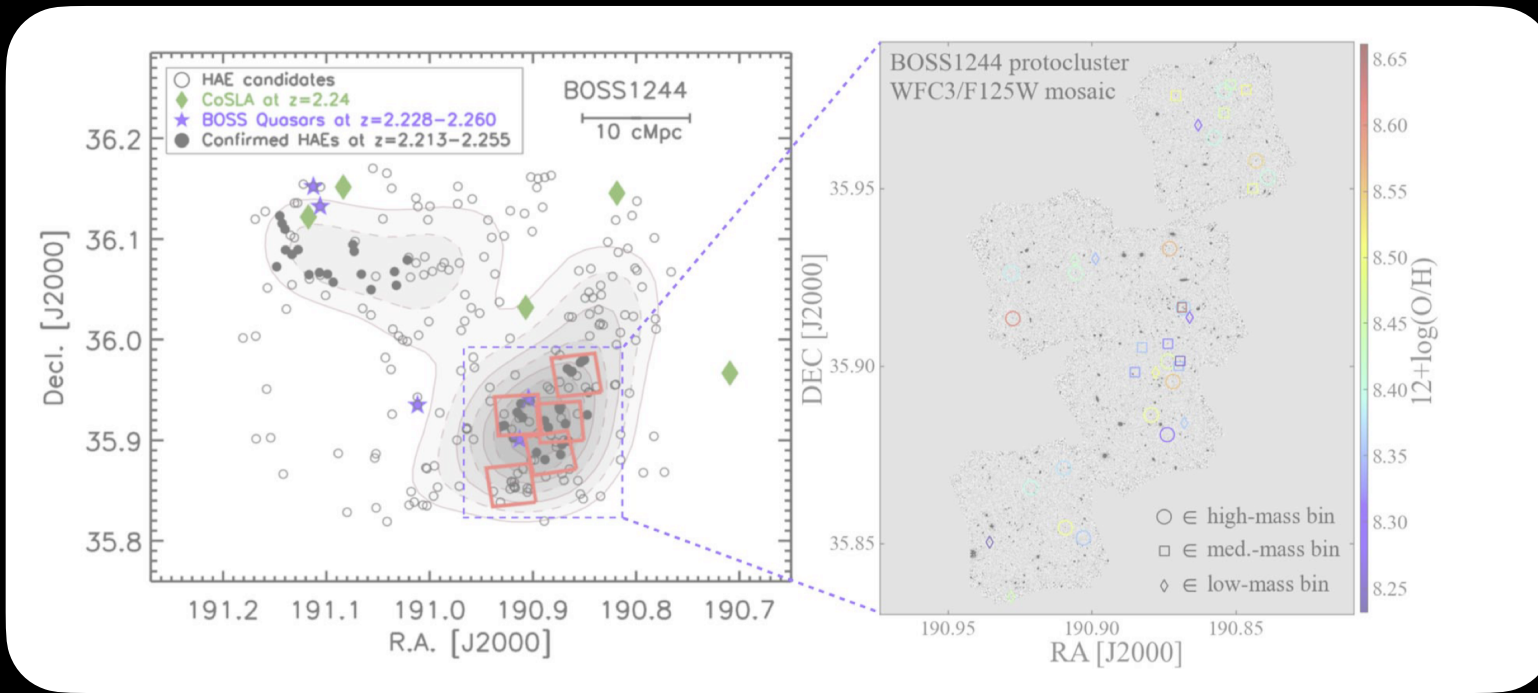 HAE candidates
CoSLA at z=2.24
BOSS Quasars at z=2.228−2.260
Confirmed HAEs at z=2.213−2.255
BOSS1244
10 cMpc
36.2
36.1
36.0
35.9
35.8
Decl. [J2000]
191.2 191.1 191.0 190.9 190.8 190.7
R.A. [J2000]
BOSS1244 protocluster
WFC3/F125W mosaic
35.95
35.90
35.85
DEC [J2000]
∈ high-mass bin
∈ med.-mass bin
∈ low-mass bin
190.95 190.90 190.85
RA [J2000]
8.65
8.60
8.55
8.50
8.45
8.40
8.35
8.30
8.25
12+log(O/H)